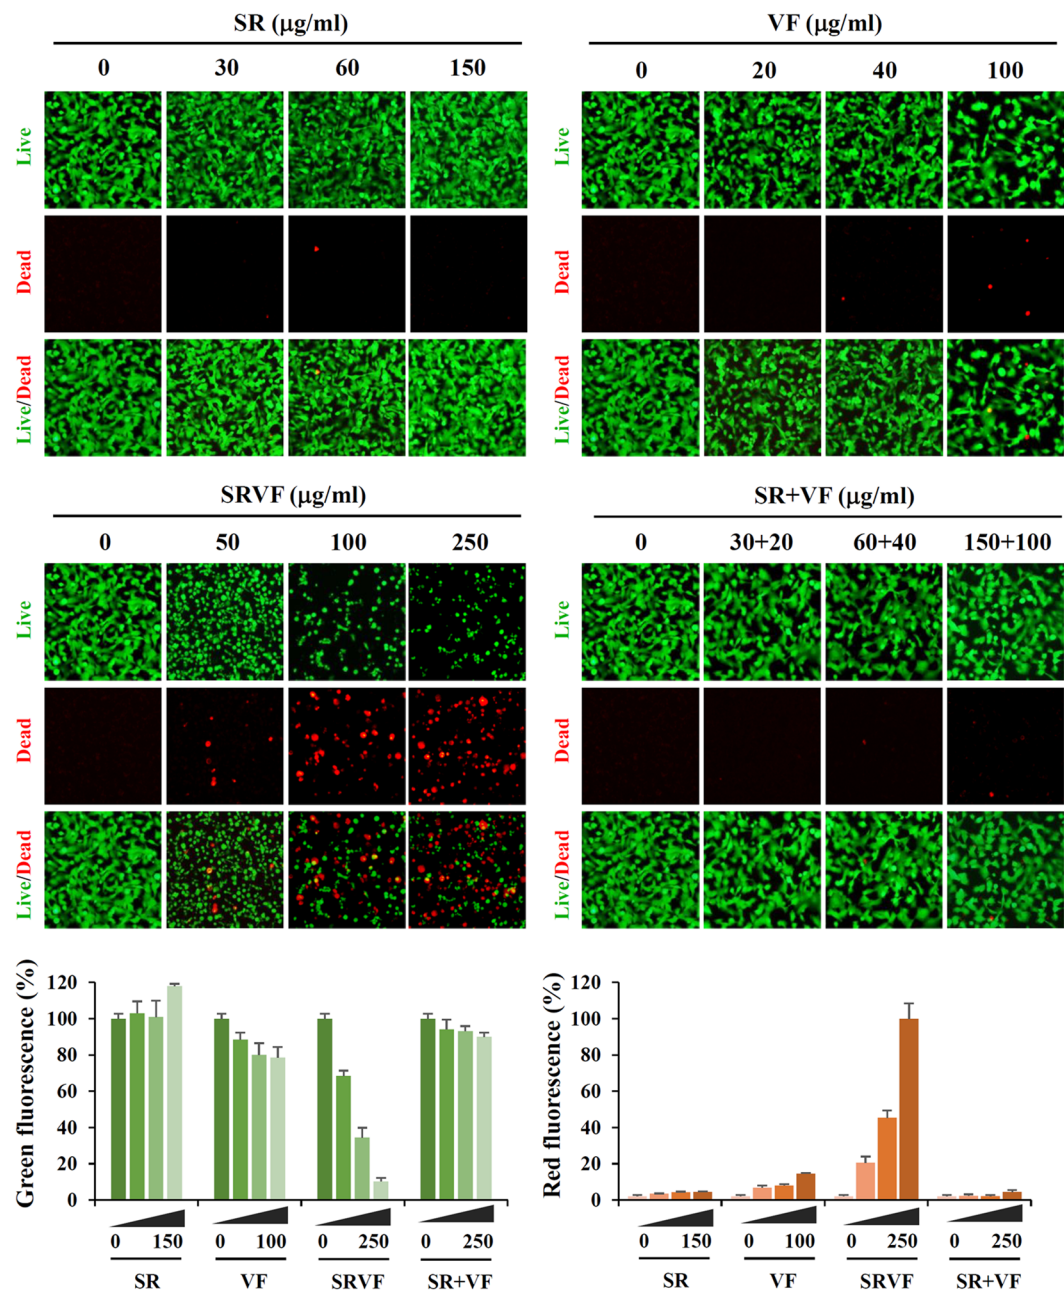 SR (µg/ml)
0 30 60 150
Live
Dead
Live/Dead
VF (µg/ml)
0 20 40 100
Live
Dead
Live/Dead
SRVF (µg/ml)
0 50 100 250
Live
Dead
Live/Dead
SR+VF (µg/ml)
0 30+20 60+40 150+100
Live
Dead
Live/Dead
Green fluorescence (%)
120
100
80
60
40
20
0
0 150 0 100 0 250 0 250
SR VF SRVF SR+VF
Red fluorescence (%)
120
100
80
60
40
20
0
0 150 0 100 0 250 0 250
SR VF SRVF SR+VF